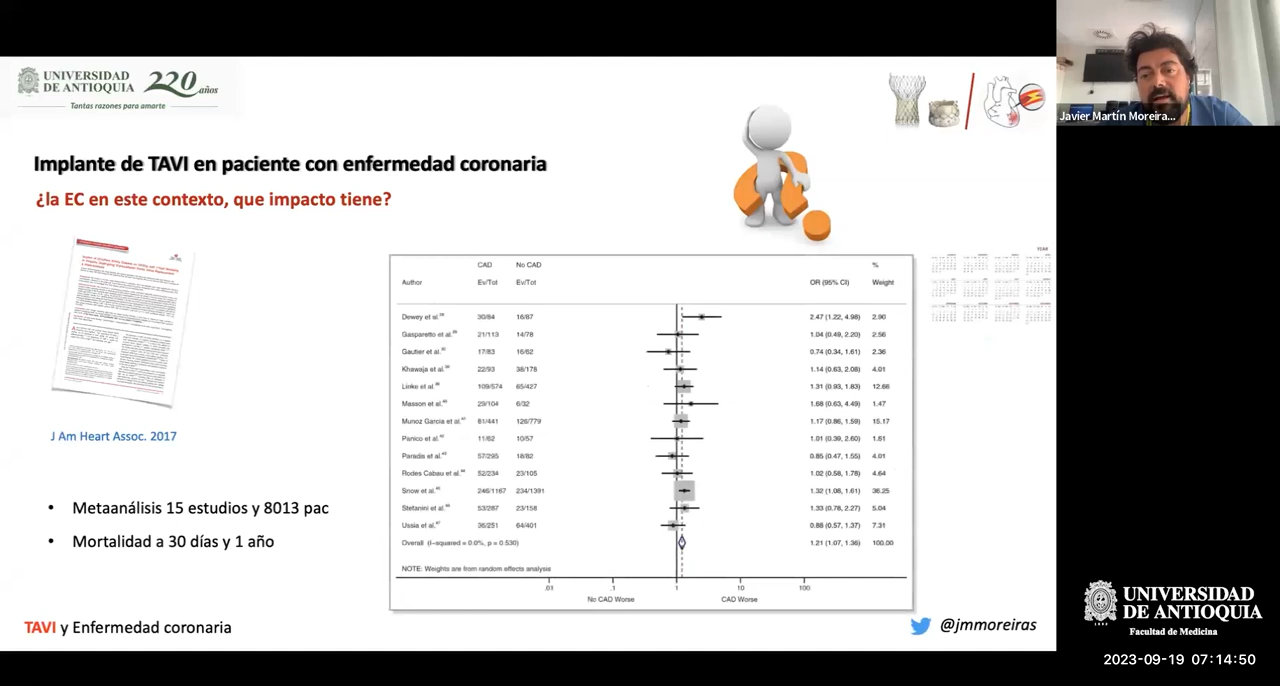 UNIVERSIDAD
DE ANTIOQUIA
220 años
Tantas razones para amarte
Javier Martín Moreira...
Implante de TAVI en paciente con enfermedad coronaria
¿la EC en este contexto, que impacto tiene?
YEAR
J Am Heart Assoc. 2017
• Metaanálisis 15 estudios y 8013 pac
• Mortalidad a 30 días y 1 año
CAD No CAD %
Author Ev/Tot Ev/Tot OR (95% CI) Weight
Dewey et al. 30/84 16/87 2.47 (1.22, 4.98) 2.90
Gasparetto et al. 21/113 14/78 1.04 (0.49, 2.20) 2.56
Gautier et al. 17/83 16/62 0.74 (0.34, 1.61) 2.36
Khawaja et al. 22/93 38/178 1.14 (0.63, 2.08) 4.01
Linke et al. 109/574 65/427 1.31 (0.93, 1.83) 12.66
Masson et al. 29/104 6/32 1.68 (0.63, 4.49) 1.47
Munoz Garcia et al. 81/441 126/779 1.17 (0.86, 1.59) 15.17
Panico et al. 11/62 10/57 1.01 (0.39, 2.60) 1.61
Paradis et al. 57/295 18/82 0.85 (0.47, 1.55) 4.01
Rodes Cabau et al. 52/234 23/105 1.02 (0.58, 1.78) 4.64
Snow et al. 246/1167 234/1391 1.32 (1.08, 1.61) 36.25
Stefanini et al. 53/287 23/158 1.33 (0.78, 2.27) 5.04
Ussia et al. 36/251 64/401 0.88 (0.57, 1.37) 7.31
Overall (I-squared = 0.0%, p = 0.530) 1.21 (1.07, 1.36) 100.00
NOTE: Weights are from random effects analysis
.01 .1 1 10 100
No CAD Worse CAD Worse
TAVI y Enfermedad coronaria
@jmmoreiras
UNIVERSIDAD
DE ANTIOQUIA
1803
Facultad de Medicina
2023-09-19 07:14:50